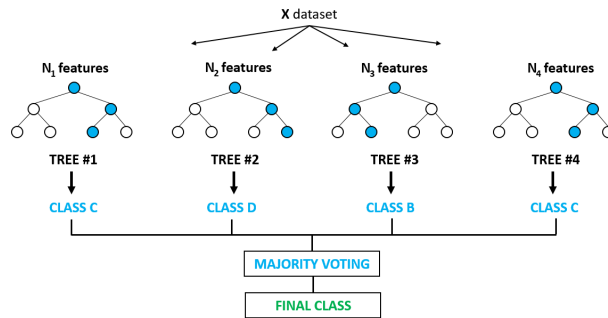 X dataset
N₁ features N₂ features N₃ features N₄ features
TREE #1 TREE #2 TREE #3 TREE #4
CLASS C CLASS D CLASS B CLASS C
MAJORITY VOTING
FINAL CLASS